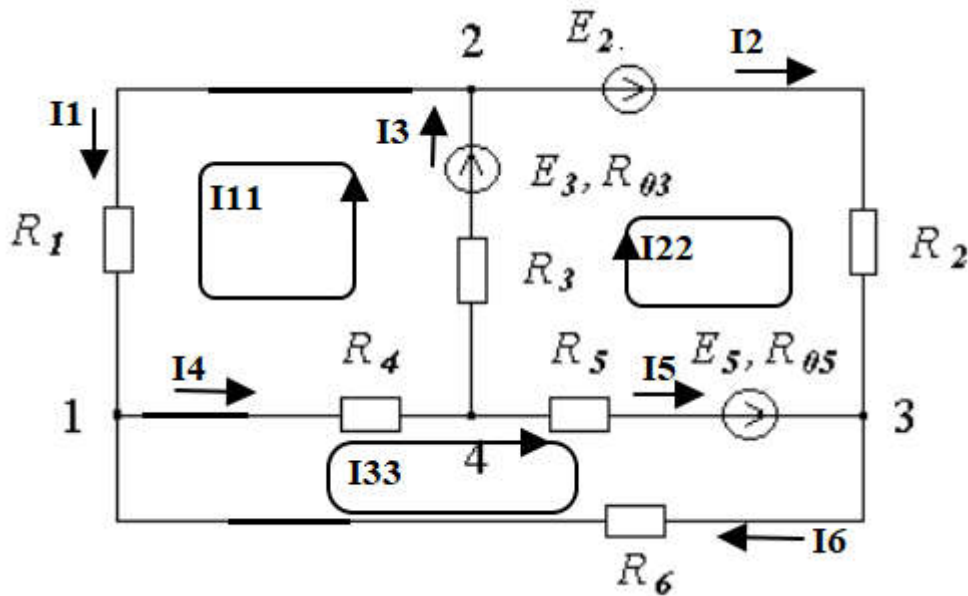 2
E2.
I2
I1
I3
I11
E3, R03
R1
R3
I22
R2
R4
R5
I5
E5, R05
I4
1
4
3
I33
I6
R6